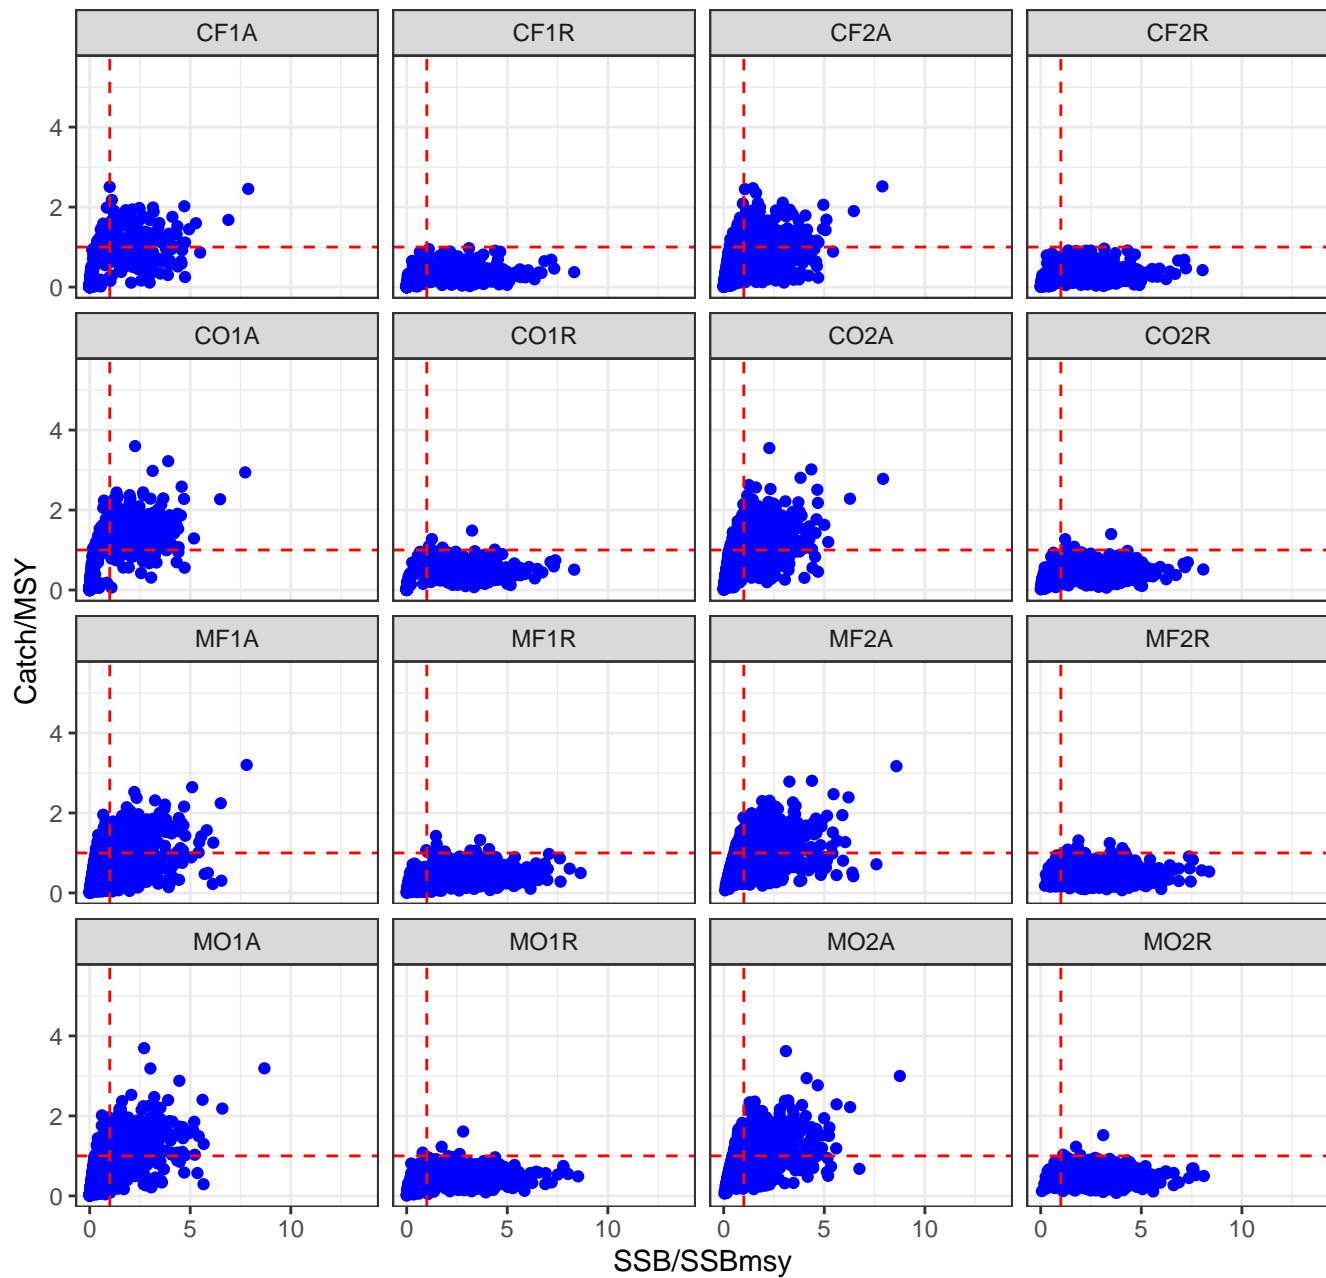 CF1A CF1R CF2A CF2R
4
2
0
CO1A CO1R CO2A CO2R
4
2
0
MF1A MF1R MF2A MF2R
4
2
0
MO1A MO1R MO2A MO2R
4
2
0
Catch/MSY
0 5 10 0 5 10 0 5 10 0 5 10
SSB/SSBmsy